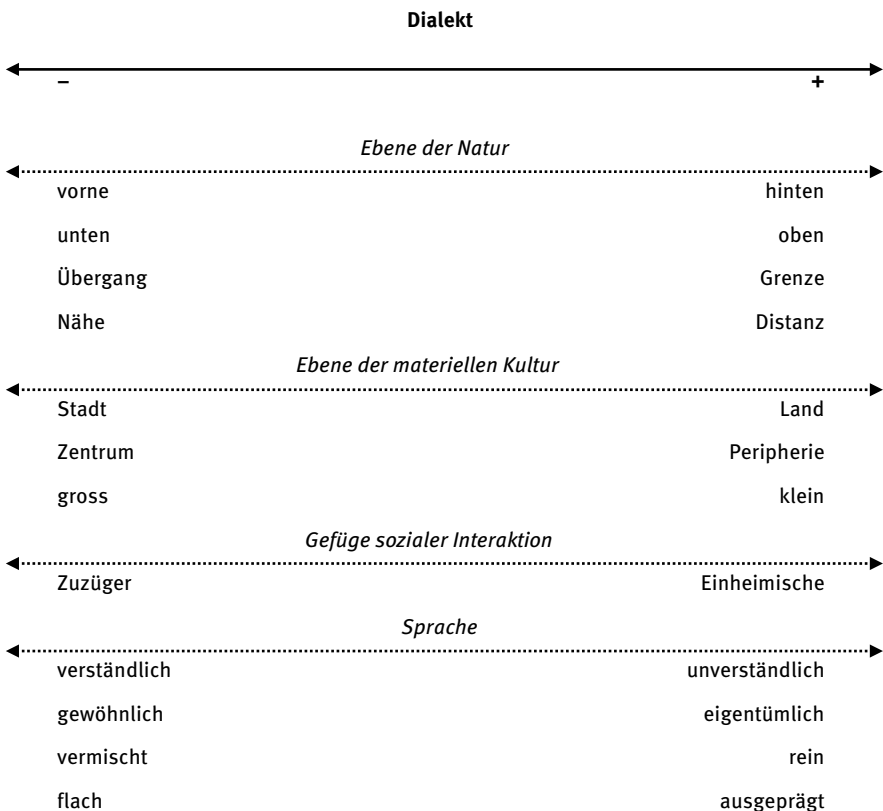 Dialekt
– +
Ebene der Natur
vorne hinten
unten oben
Übergang Grenze
Nähe Distanz
Ebene der materiellen Kultur
Stadt Land
Zentrum Peripherie
gross klein
Gefüge sozialer Interaktion
Zuzüger Einheimische
Sprache
verständlich unverständlich
gewöhnlich eigentümlich
vermischt rein
flach ausgeprägt